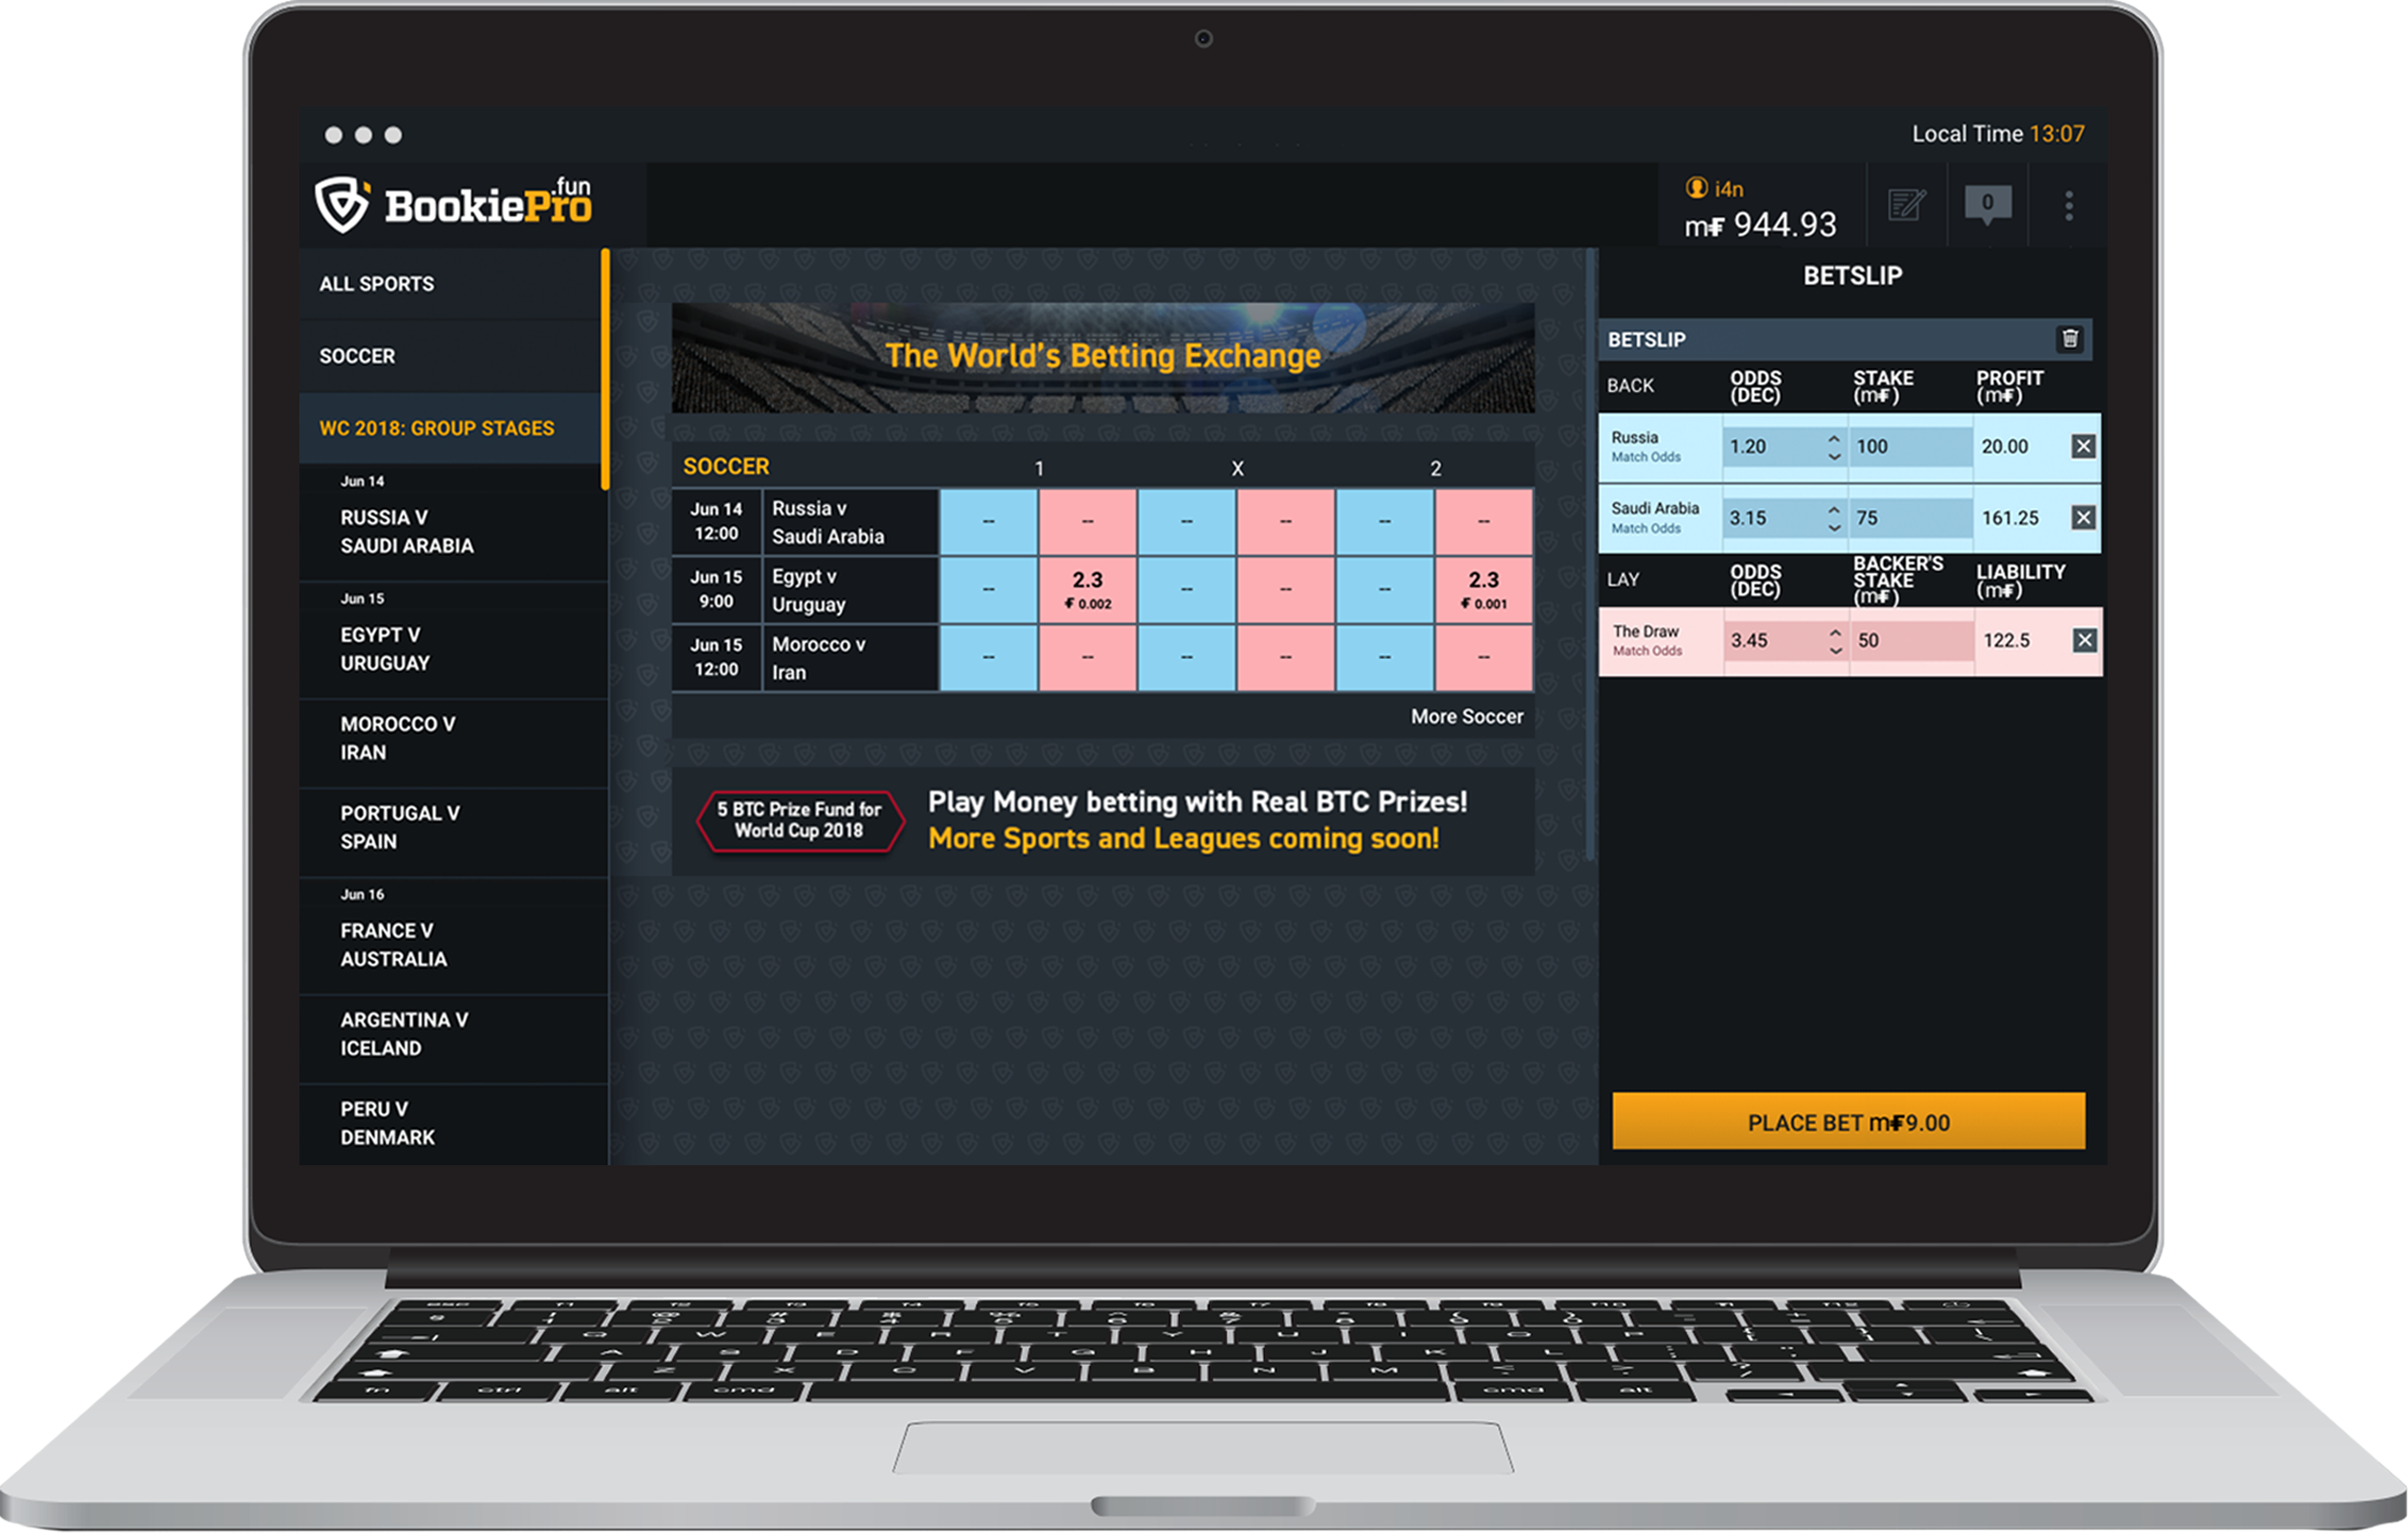 Local Time 13:07
BookiePro.fun
i4n
m₣ 944.93
0
ALL SPORTS
SOCCER
WC 2018: GROUP STAGES
Jun 14
RUSSIA V
SAUDI ARABIA
Jun 15
EGYPT V
URUGUAY
MOROCCO V
IRAN
PORTUGAL V
SPAIN
Jun 16
FRANCE V
AUSTRALIA
ARGENTINA V
ICELAND
PERU V
DENMARK
The World's Betting Exchange
SOCCER 1 X 2
Jun 14
12:00
Russia v
Saudi Arabia
-- -- -- -- -- --
Jun 15
9:00
Egypt v
Uruguay
-- 2.3 -- -- -- 2.3
₣ 0.002 ₣ 0.001
Jun 15
12:00
Morocco v
Iran
-- -- -- -- -- --
More Soccer
5 BTC Prize Fund for
World Cup 2018
Play Money betting with Real BTC Prizes!
More Sports and Leagues coming soon!
BETSLIP
BETSLIP
BACK ODDS (DEC) STAKE (m₣) PROFIT (m₣)
Russia
Match Odds
1.20 100 20.00
Saudi Arabia
Match Odds
3.15 75 161.25
LAY ODDS (DEC) BACKER'S STAKE (m₣) LIABILITY (m₣)
The Draw
Match Odds
3.45 50 122.5
PLACE BET m₣9.00
Q W E R T Y U I O P
A S D F G H J K L
Z X C V B N M
fn ctrl alt cmd cmd alt